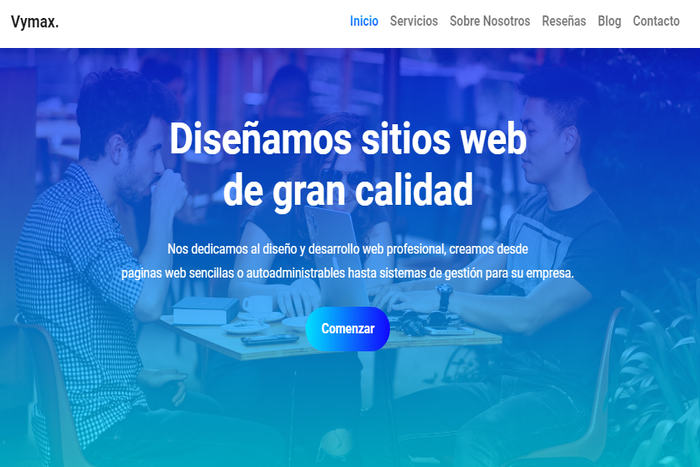 Vymax.
Inicio Servicios Sobre Nosotros Reseñas Blog Contacto
Diseñamos sitios web
de gran calidad
Nos dedicamos al diseño y desarrollo web profesional, creamos desde
paginas web sencillas o autoadministrables hasta sistemas de gestión para su empresa.
Comenzar